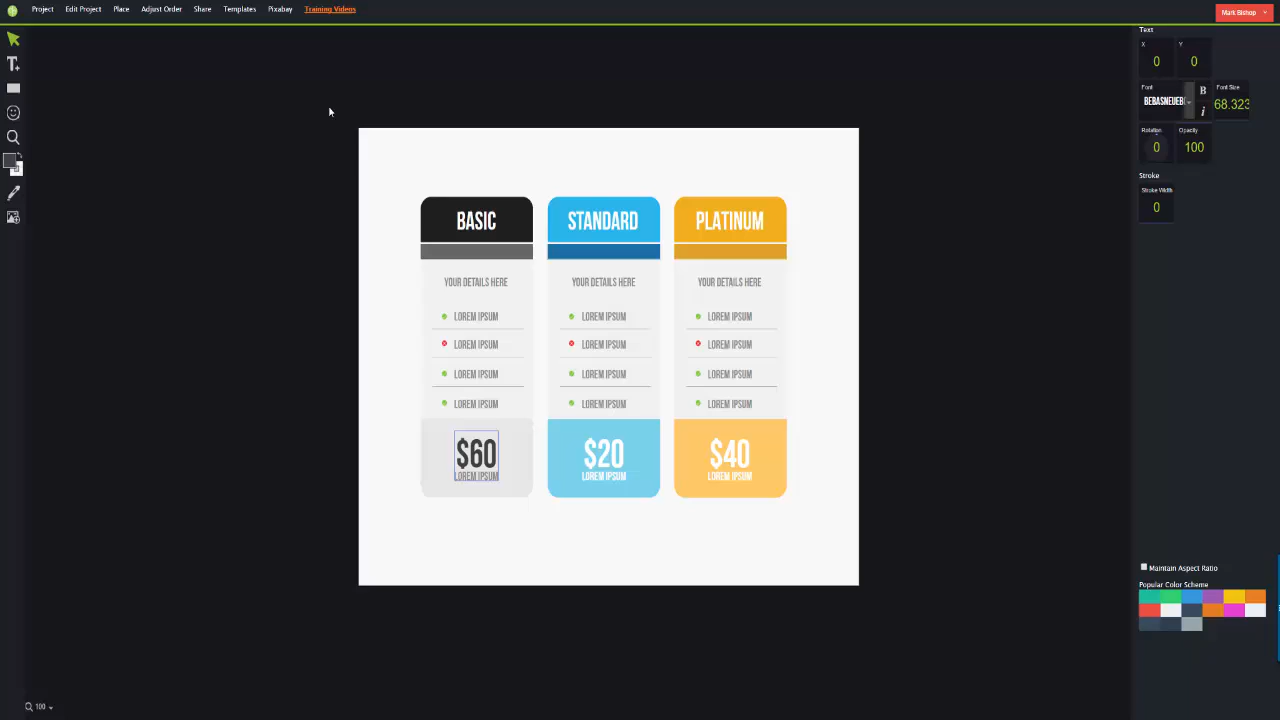 Project Edit Project Place Adjust Order Share Templates Pixabay Training Videos Mark Bishop
Text
X Y
0 0
Font Font Size
BEBASNEUEB B i 68.323
Rotation Opacity
0 100
Stroke
Stroke Width
0
BASIC STANDARD PLATINUM
YOUR DETAILS HERE YOUR DETAILS HERE YOUR DETAILS HERE
LOREM IPSUM LOREM IPSUM LOREM IPSUM
LOREM IPSUM LOREM IPSUM LOREM IPSUM
LOREM IPSUM LOREM IPSUM LOREM IPSUM
LOREM IPSUM LOREM IPSUM LOREM IPSUM
$60 $20 $40
LOREM IPSUM LOREM IPSUM LOREM IPSUM
Maintain Aspect Ratio
Popular Color Scheme
100